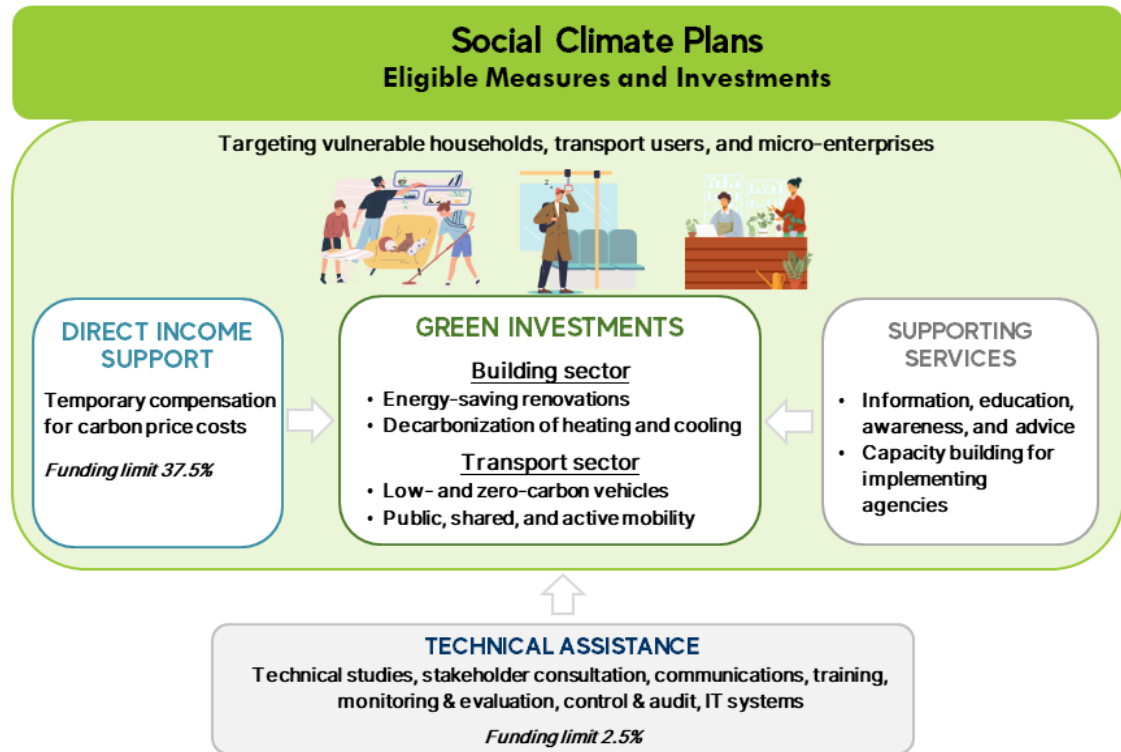 Social Climate Plans
Eligible Measures and Investments
Targeting vulnerable households, transport users, and micro-enterprises
DIRECT INCOME
SUPPORT
Temporary compensation
for carbon price costs
Funding limit 37.5%
GREEN INVESTMENTS
Building sector
• Energy-saving renovations
• Decarbonization of heating and cooling
Transport sector
• Low- and zero-carbon vehicles
• Public, shared, and active mobility
SUPPORTING
SERVICES
• Information, education,
awareness, and advice
• Capacity building for
implementing
agencies
TECHNICAL ASSISTANCE
Technical studies, stakeholder consultation, communications, training,
monitoring & evaluation, control & audit, IT systems
Funding limit 2.5%